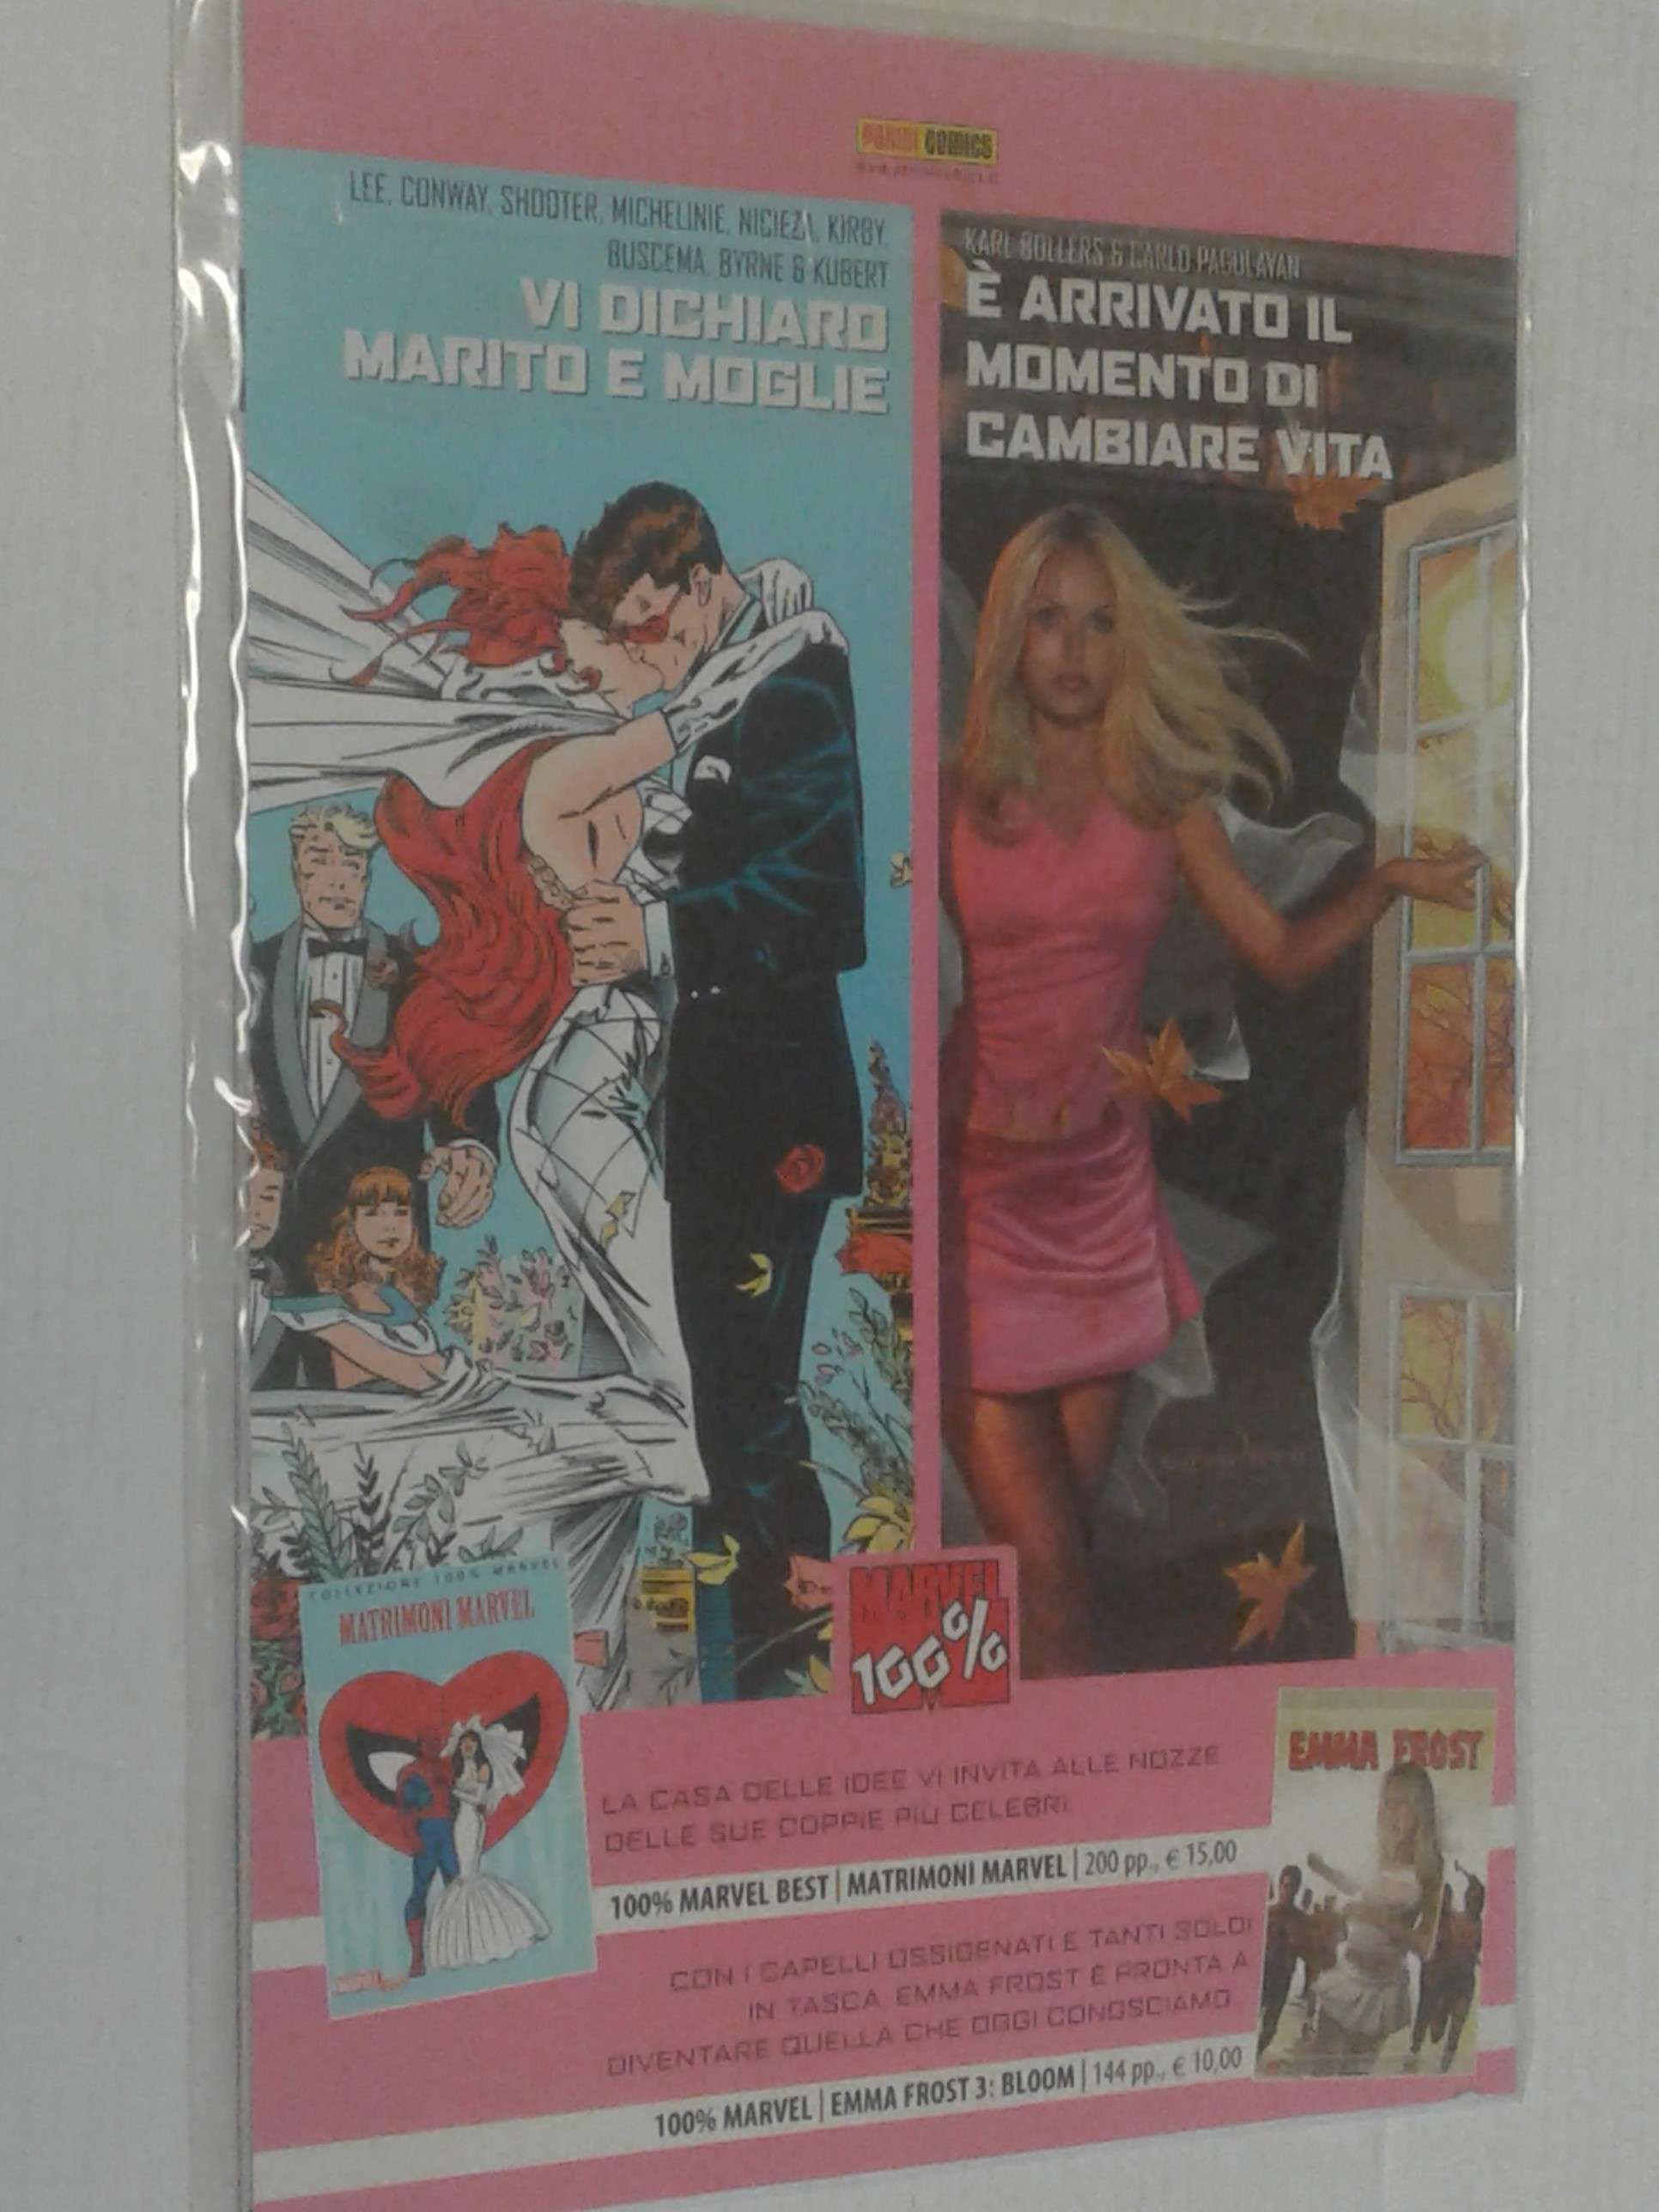 PANINI COMICS
LEE, CONWAY, SHOOTER, MICHELINIE, NICIEZA, KIRBY,
BUSCEMA, BYRNE & KUBERT
VI DICHIARO
MARITO E MOGLIE
KARL BOLLERS & CARLO PAGULAYAN
È ARRIVATO IL
MOMENTO DI
CAMBIARE VITA
COLLEZIONE 100% MARVEL
MATRIMONI MARVEL
MARVEL
100%
EMMA FROST
LA CASA DELLE IDEE VI INVITA ALLE NOZZE
DELLE SUE COPPIE PIÙ CELEBRI.
100% MARVEL BEST | MATRIMONI MARVEL | 200 pp., € 15,00
CON I CAPELLI OSSIGENATI E TANTI SOLDI
IN TASCA, EMMA FROST È PRONTA A
DIVENTARE QUELLA CHE OGGI CONOSCIAMO.
100% MARVEL | EMMA FROST 3: BLOOM | 144 pp., € 10,00